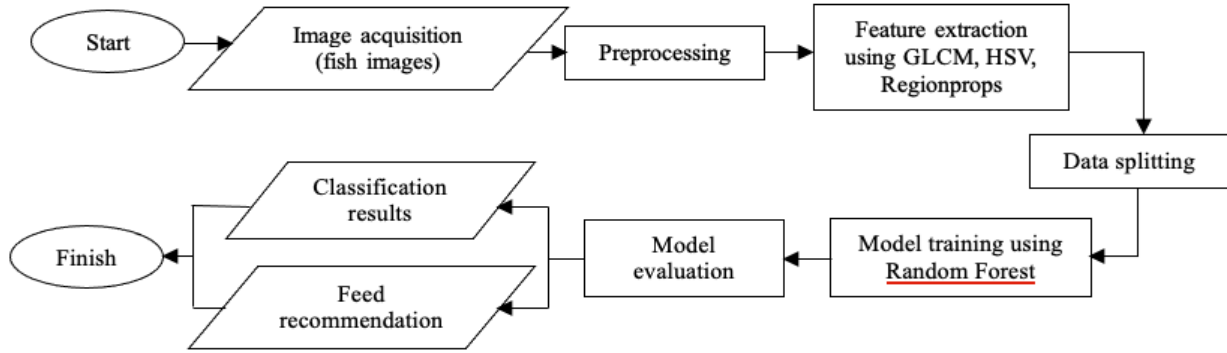 Start
Image acquisition
(fish images)
Preprocessing
Feature extraction
using GLCM, HSV,
Regionprops
Data splitting
Model training using
Random Forest
Model
evaluation
Classification
results
Feed
recommendation
Finish